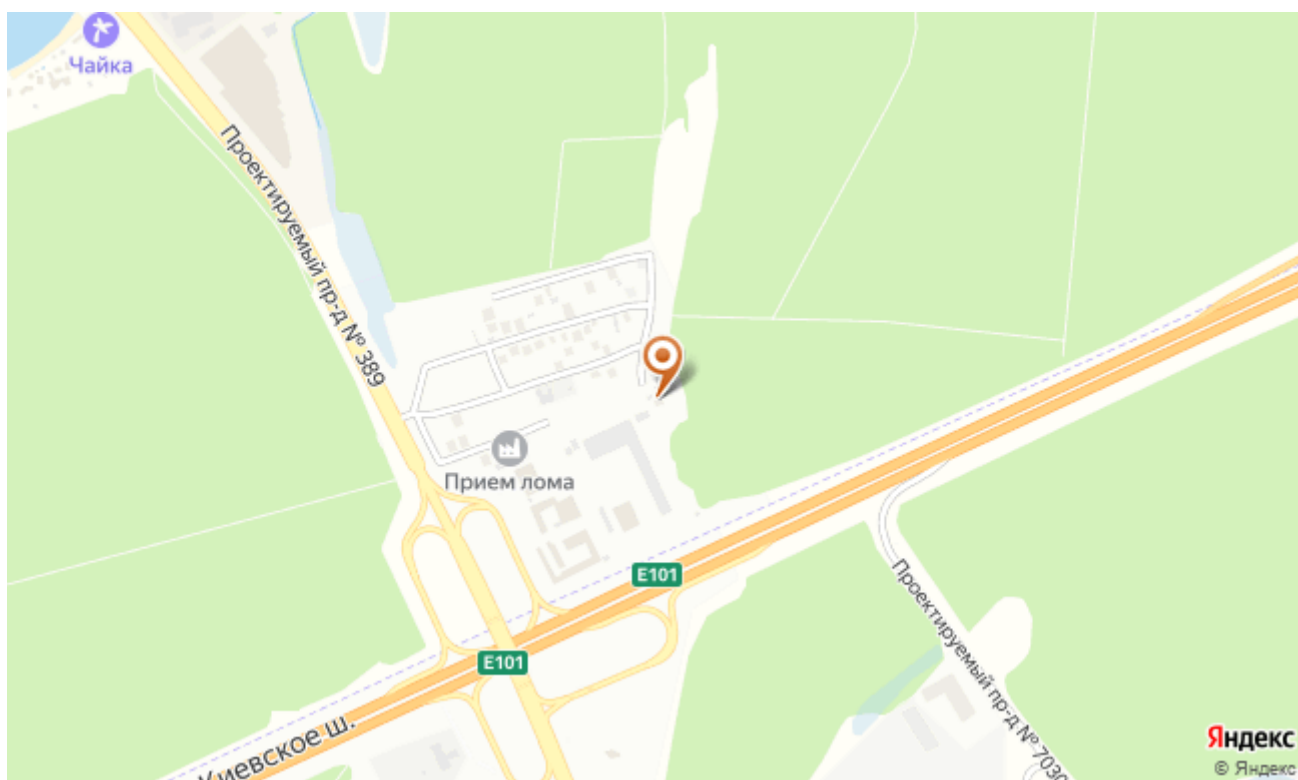 Чайка
Проектируемый пр-д № 389
Прием лома
E101
E101
Киевское ш.
Проектируемый пр-д № 7030
Яндекс
© Яндекс